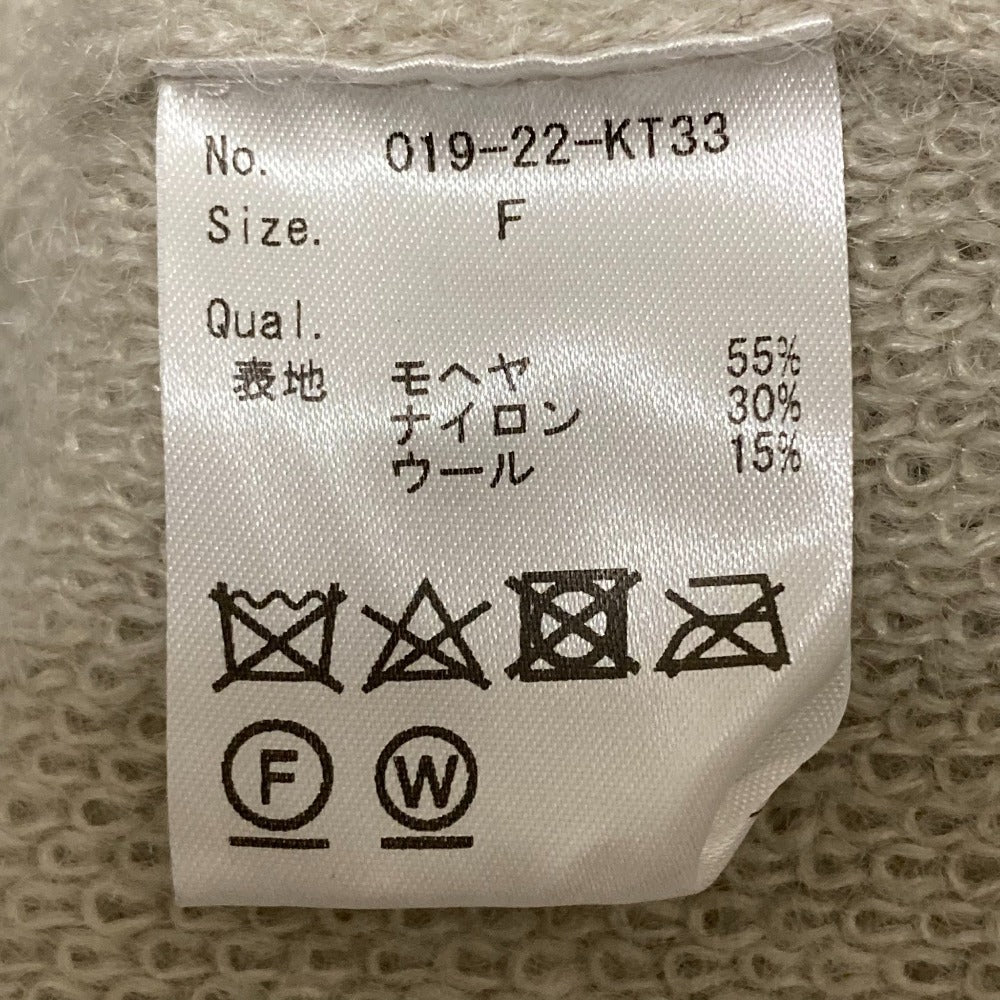 No. 019-22-KT33
Size. F
Qual.
表地 モヘヤ 55%
ナイロン 30%
ウール 15%
F W